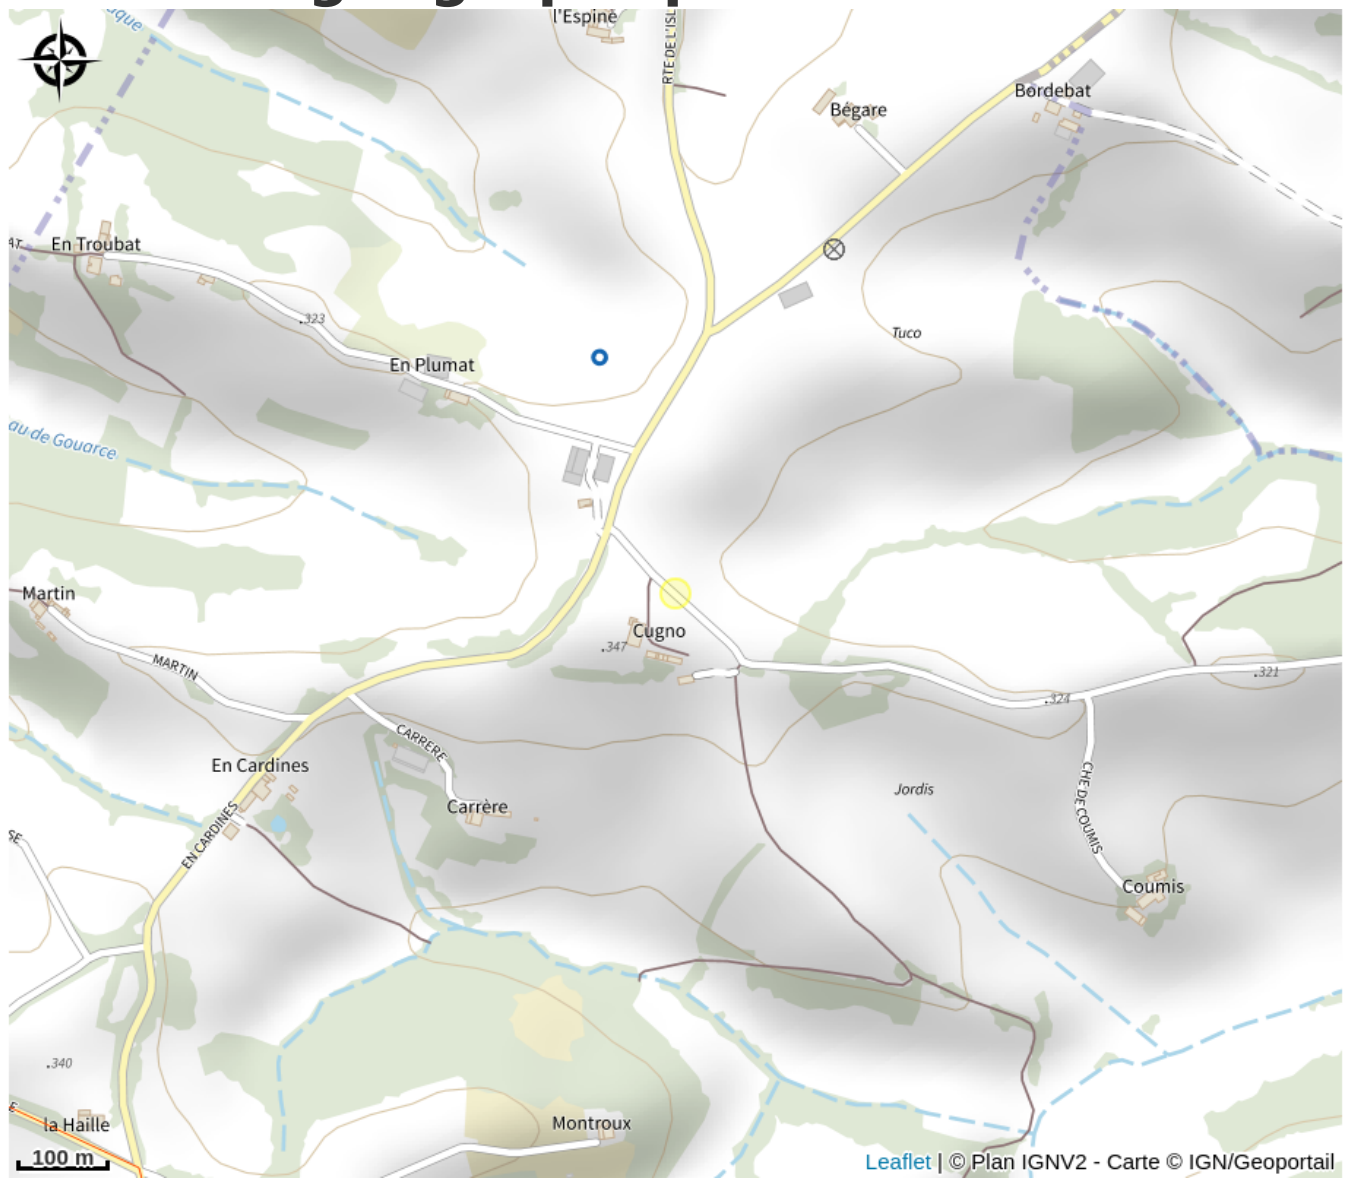 l'Espine
RTE DE L'ISL
Bégare
Bordebat
En Troubat
.323
Tuco
En Plumat
au de Gouarce
Martin
MARTIN
Cugno
.347
.321
.324
CARRERE
En Cardines
Jordis
CHE DE COUMIS
Carrère
EN CARDINES
SE
Coumis
.340
la Haille
Montroux
100 m
Leaflet | © Plan IGNV2 - Carte © IGN/Geoportail